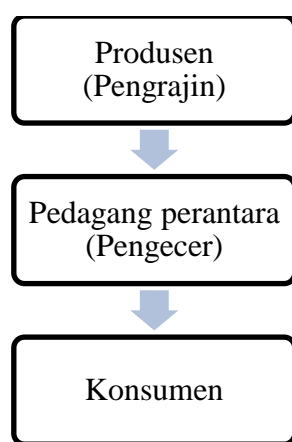 Produsen
(Pengrajin)
Pedagang perantara
(Pengecer)
Konsumen